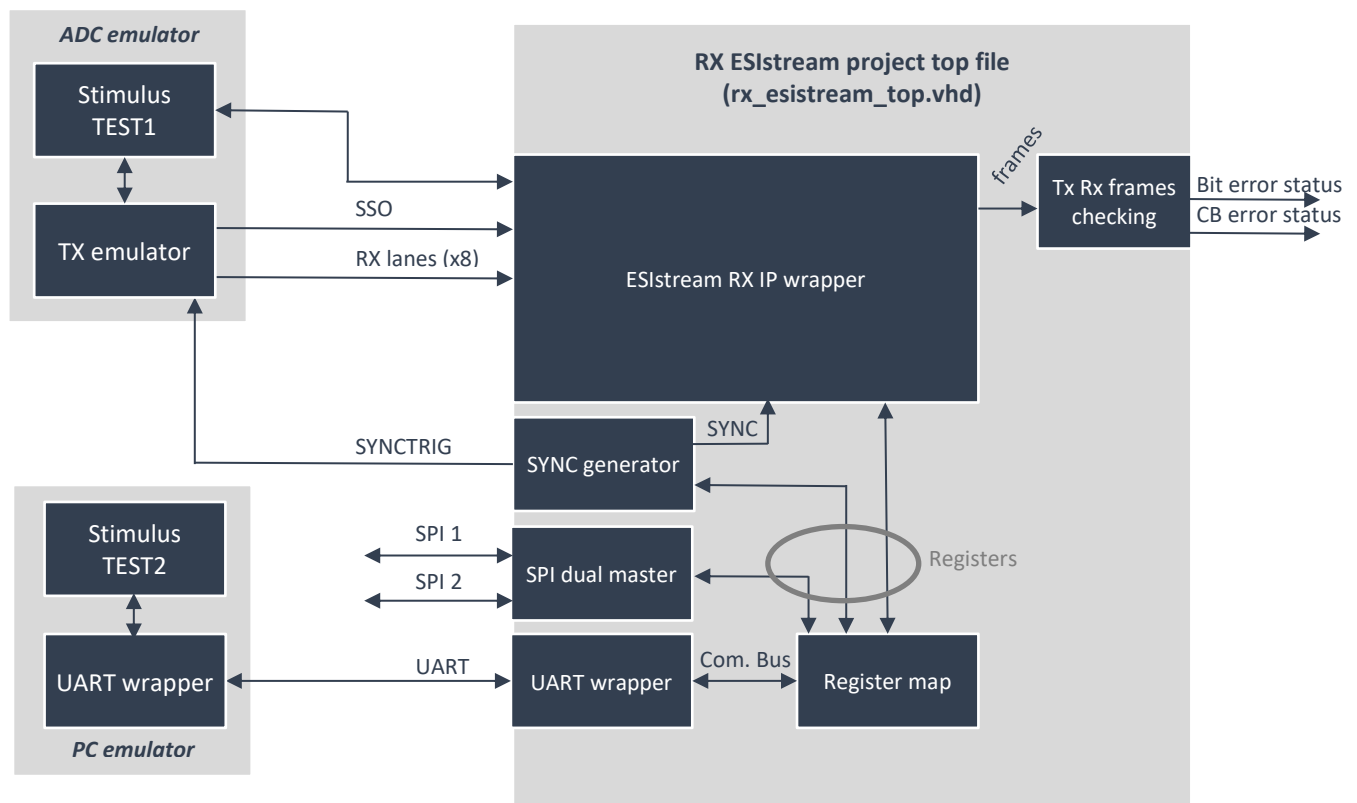 ADC emulator
Stimulus
TEST1
TX emulator
RX ESIstream project top file
(rx_esistream_top.vhd)
SSO
RX lanes (x8)
ESIstream RX IP wrapper
frames
Tx Rx frames
checking
Bit error status
CB error status
SYNCTRIG
SYNC generator
SYNC
Stimulus
TEST2
SPI 1
SPI 2
SPI dual master
Registers
UART wrapper
PC emulator
UART
UART wrapper
Com. Bus
Register map